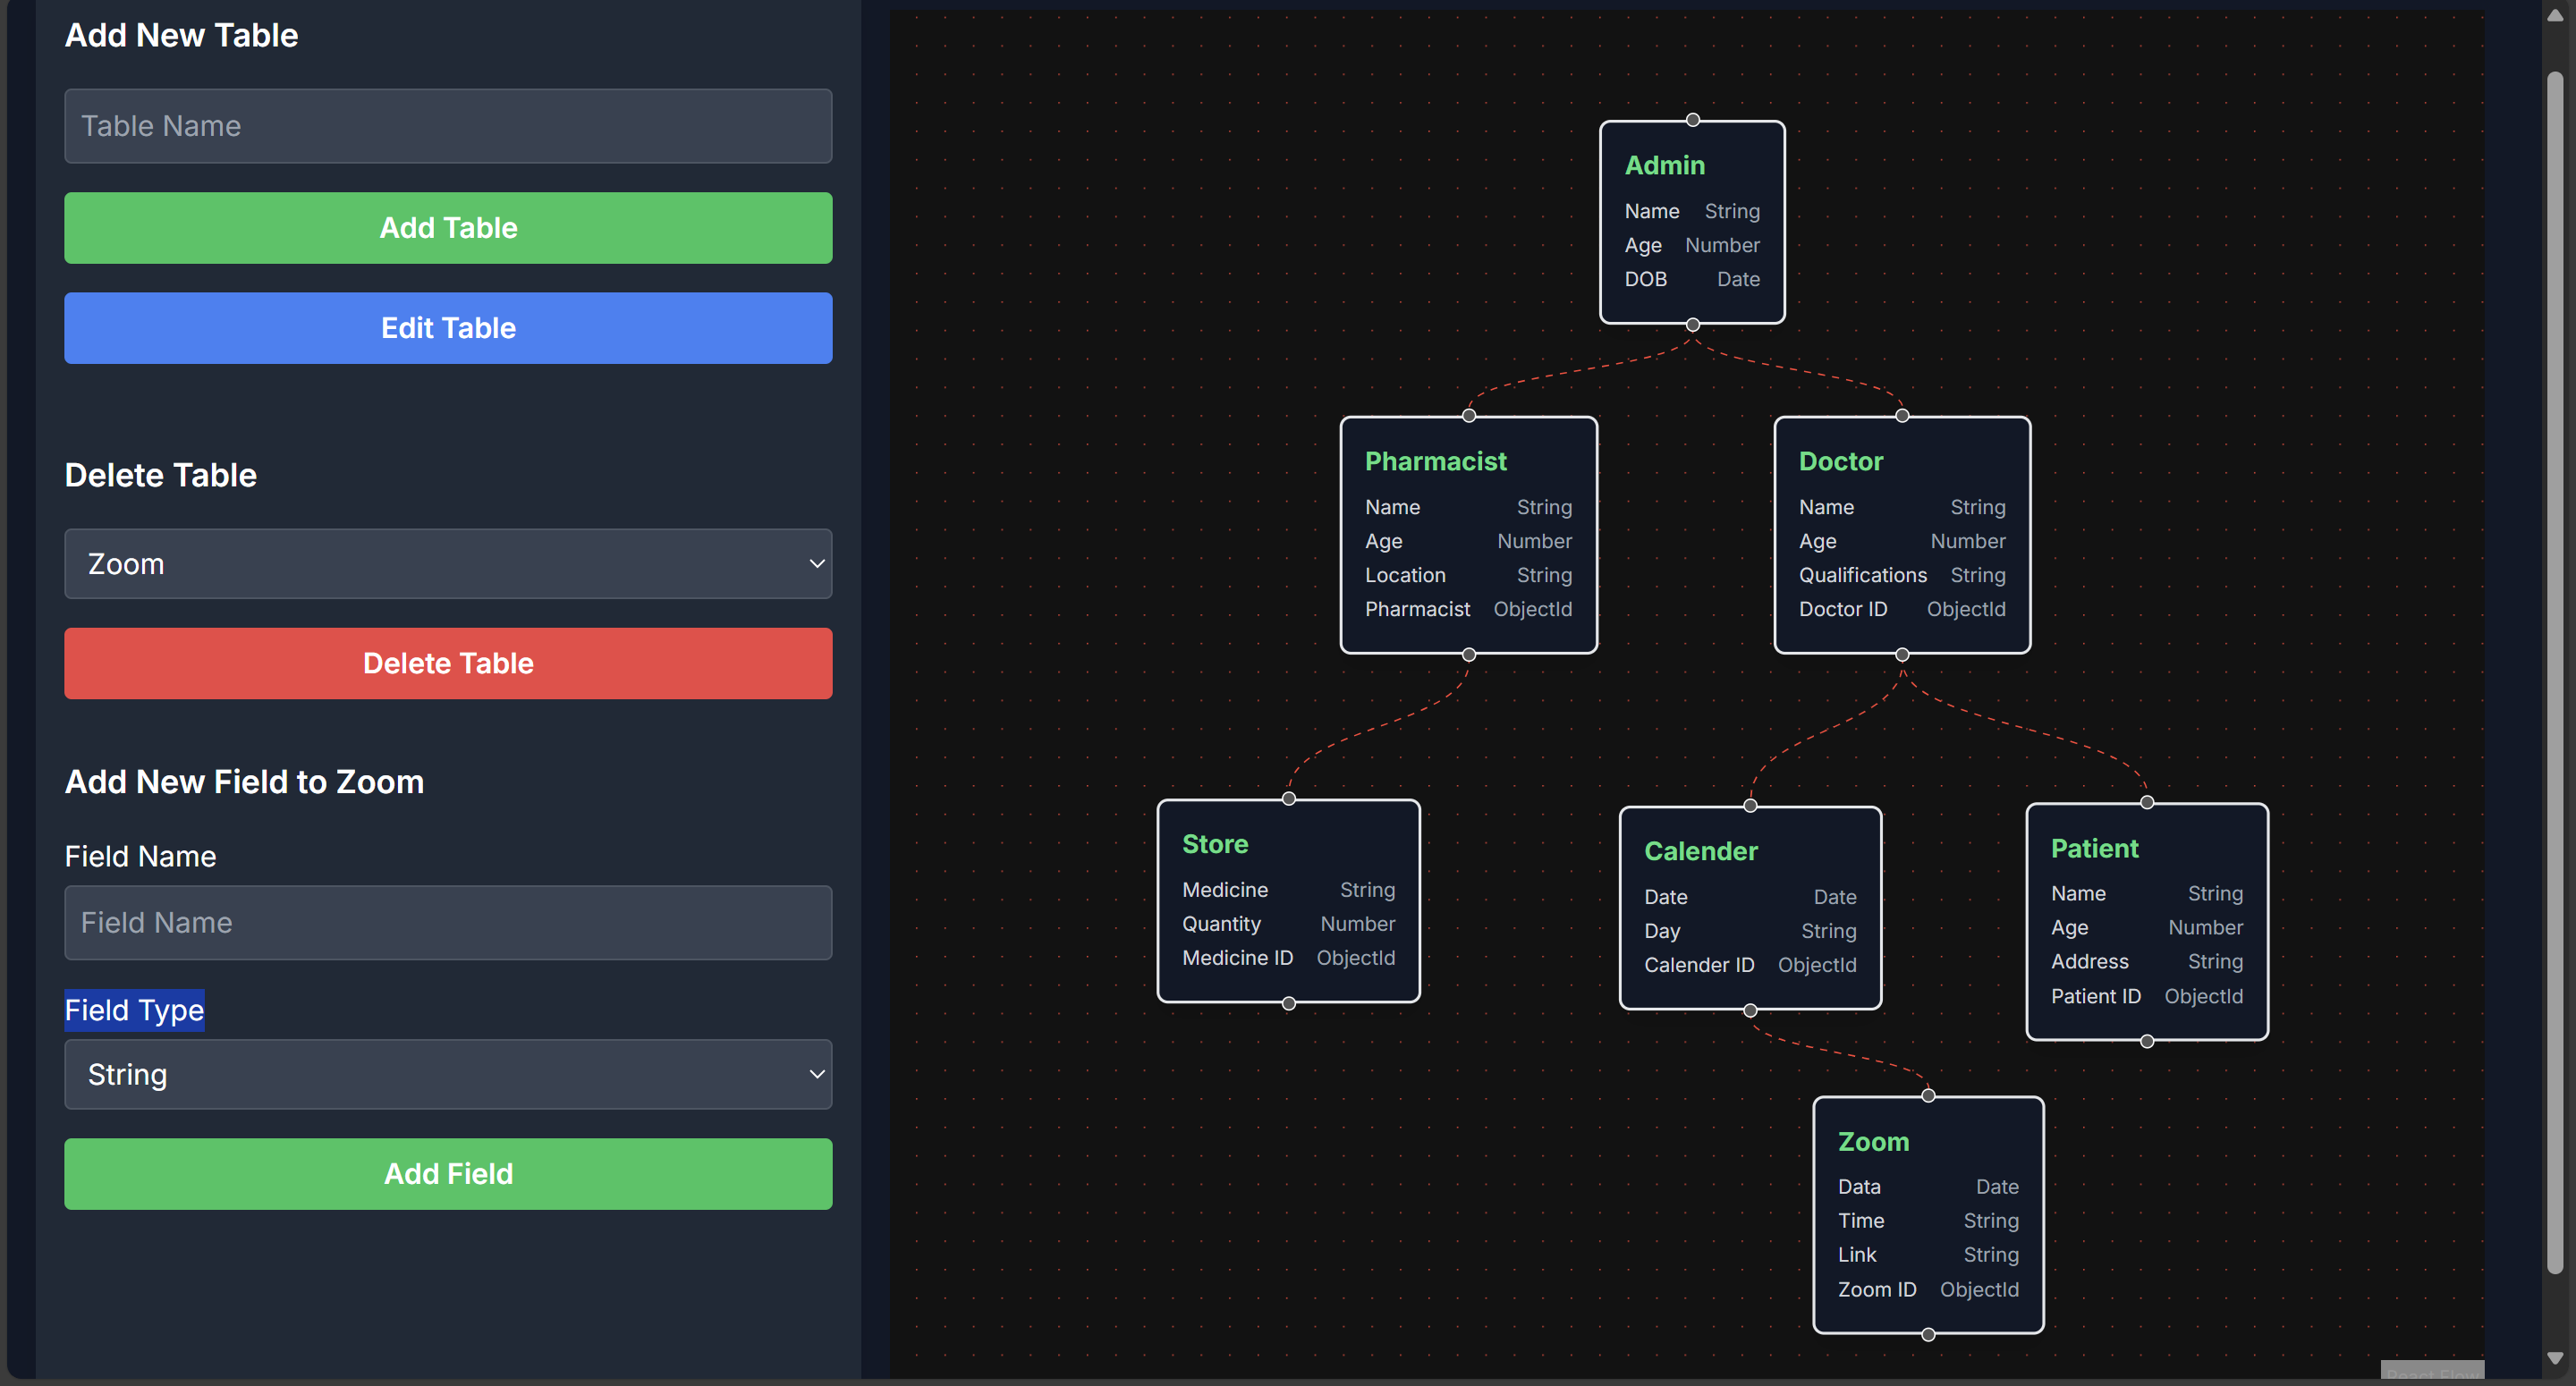 Add New Table
Table Name
Add Table
Edit Table
Delete Table
Zoom
Delete Table
Add New Field to Zoom
Field Name
Field Name
Field Type
String
Add Field
Admin
Name String
Age Number
DOB Date
Pharmacist
Name String
Age Number
Location String
Pharmacist ObjectId
Doctor
Name String
Age Number
Qualifications String
Doctor ID ObjectId
Store
Medicine String
Quantity Number
Medicine ID ObjectId
Calender
Date Date
Day String
Calender ID ObjectId
Patient
Name String
Age Number
Address String
Patient ID ObjectId
Zoom
Data Date
Time String
Link String
Zoom ID ObjectId
React Flow